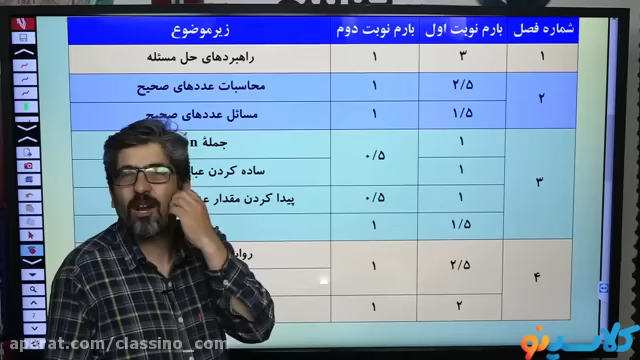 شماره فصل بارم نوبت اول بارم نوبت دوم زیرموضوع
۱ ۳ ۱ راهبردهای حل مسئله
۲ ۲/۵ ۱ محاسبات عددهای صحیح
۱/۵ ۱ مسائل عددهای صحیح
۳ ۱ ۰/۵ جملهٔ n
۱ ساده کردن
۱ ۰/۵ پیدا کردن مقدار
۱/۵ ۱
۴ ۲/۵ ۱
۲ ۱
aparat.com/classino_com
کلاسینو